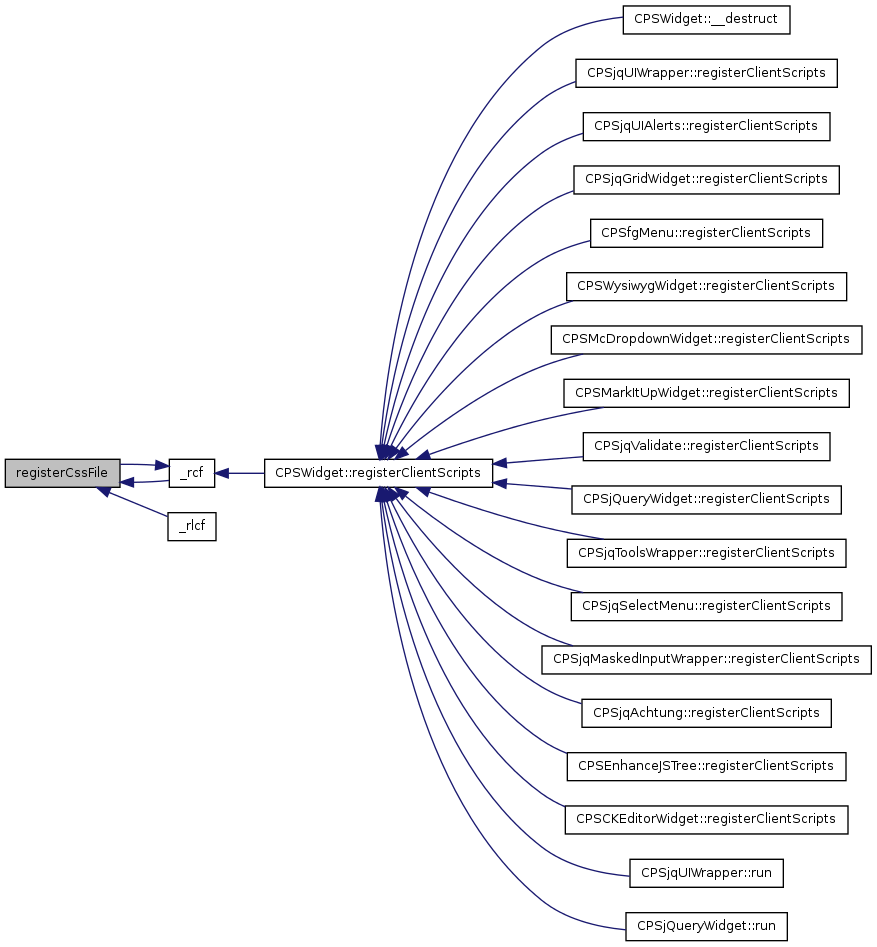 CPSWidget::__destruct
CPSjqUIWrapper::registerClientScripts
CPSjqUIAlerts::registerClientScripts
CPSjqGridWidget::registerClientScripts
CPSfgMenu::registerClientScripts
CPSWysiwygWidget::registerClientScripts
CPSMcDropdownWidget::registerClientScripts
CPSMarkItUpWidget::registerClientScripts
CPSjqValidate::registerClientScripts
registerCssFile
_rcf
CPSWidget::registerClientScripts
CPSjQueryWidget::registerClientScripts
_rlcf
CPSjqToolsWrapper::registerClientScripts
CPSjqSelectMenu::registerClientScripts
CPSjqMaskedInputWrapper::registerClientScripts
CPSjqAchtung::registerClientScripts
CPSEnhanceJSTree::registerClientScripts
CPSCKEditorWidget::registerClientScripts
CPSjqUIWrapper::run
CPSjQueryWidget::run